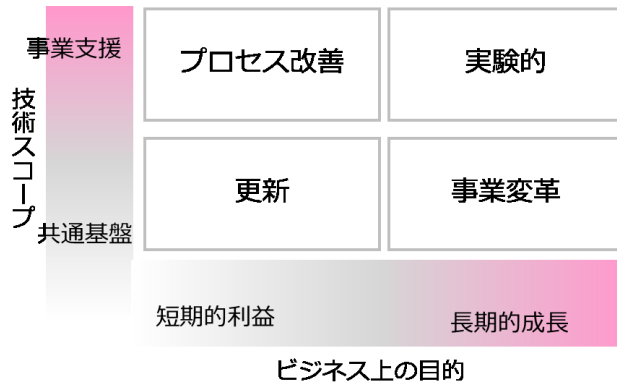 事業支援
プロセス改善
実験的
技術スコープ
更新
事業変革
共通基盤
短期的利益
長期的成長
ビジネス上の目的